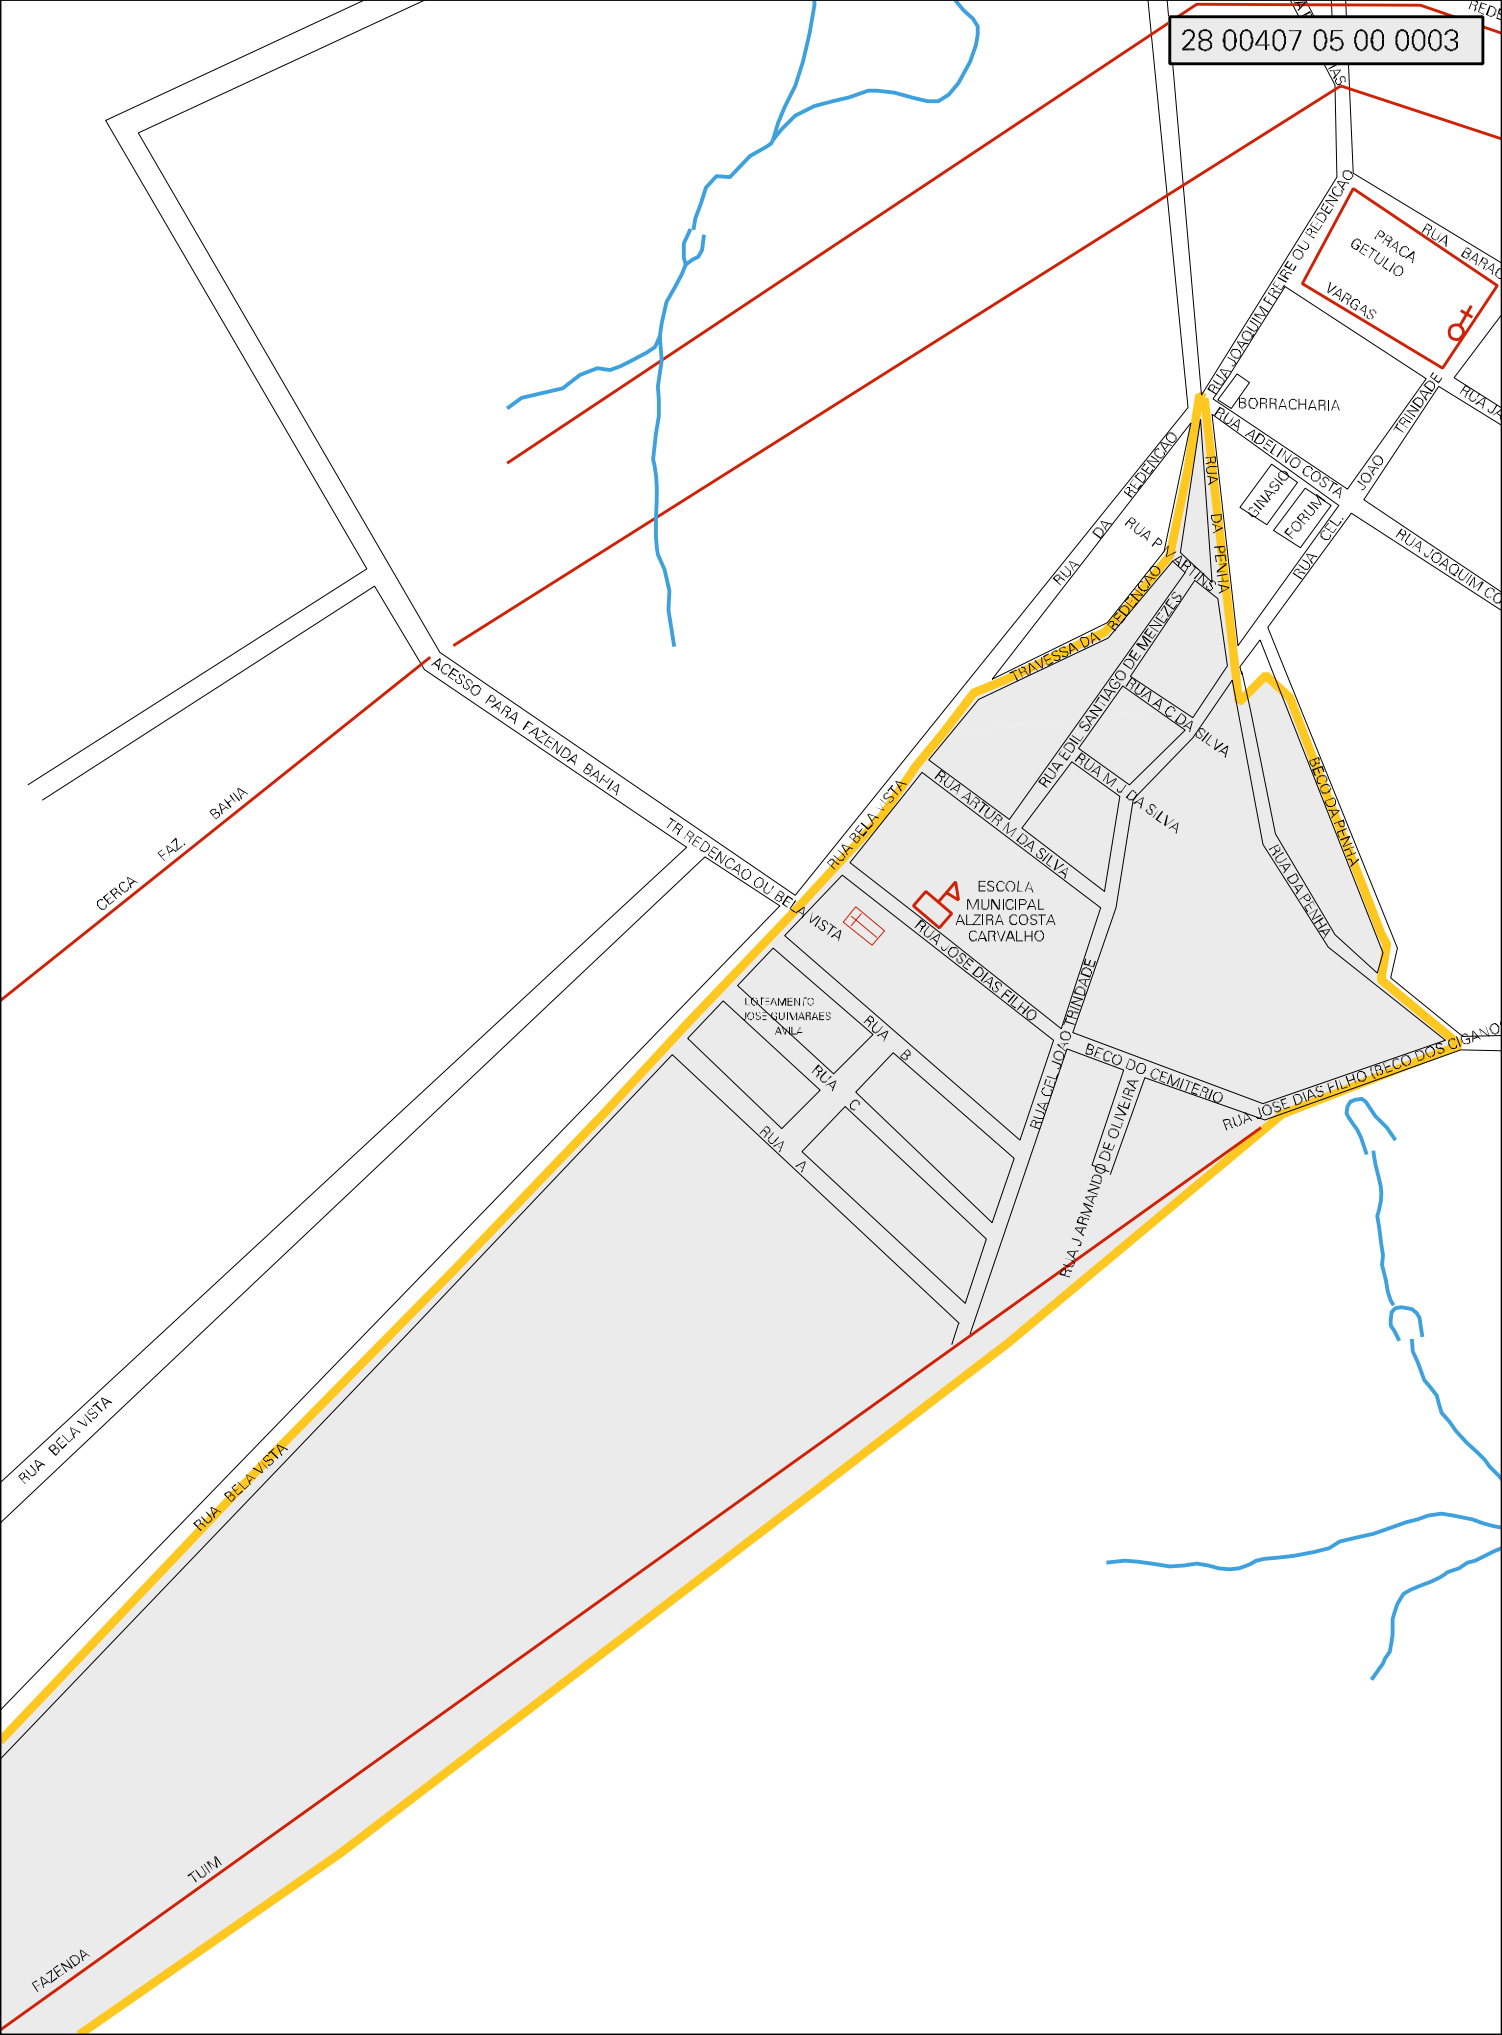 28 00407 05 00 0003
RUA JOAQUIM FREIRE OU REDENCAO
PRACA
GETULIO
VARGAS
RUA
BORRACHARIA
RUA ADELINO COSTA
GINASIO
FORUM
RUA CEL. JOAO TRINDADE
RUA JOAQUIM
RUA DA REDENCAO
RUA P MARTINS
RUA DA PENHA
TRAVESSA DA REDENCAO
RUA EDIL SANTIAGO DE MENEZES
RUA A C DA SILVA
RUA M J DA SILVA
BECO DA PENHA
RUA DA PENHA
ACESSO PARA FAZENDA BAHIA
CERCA FAZ. BAHIA
TR REDENCAO OU BELA VISTA
RUA BELA VISTA
RUA ARTUR M DA SILVA
ESCOLA
MUNICIPAL
ALZIRA COSTA
CARVALHO
RUA JOSE DIAS FILHO
LOTEAMENTO
JOSE GUIMARAES
AVILA
RUA B
RUA C
RUA A
RUA CEL JOAO TRINDADE
BECO DO CEMITERIO
RUA JOSE DIAS FILHO (BECO DOS CIGANO
RUA J ARMANDO DE OLIVEIRA
RUA BELA VISTA
RUA BELA VISTA
FAZENDA TUIM